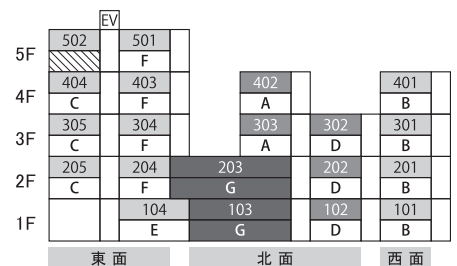 EV
502 501
5F
F
404 403 402 401
4F
C F A B
305 304 303 302 301
3F
C F A D B
205 204 203 202 201
2F
C F G D B
104 103 102 101
1F
E G D B
東面 北面 西面